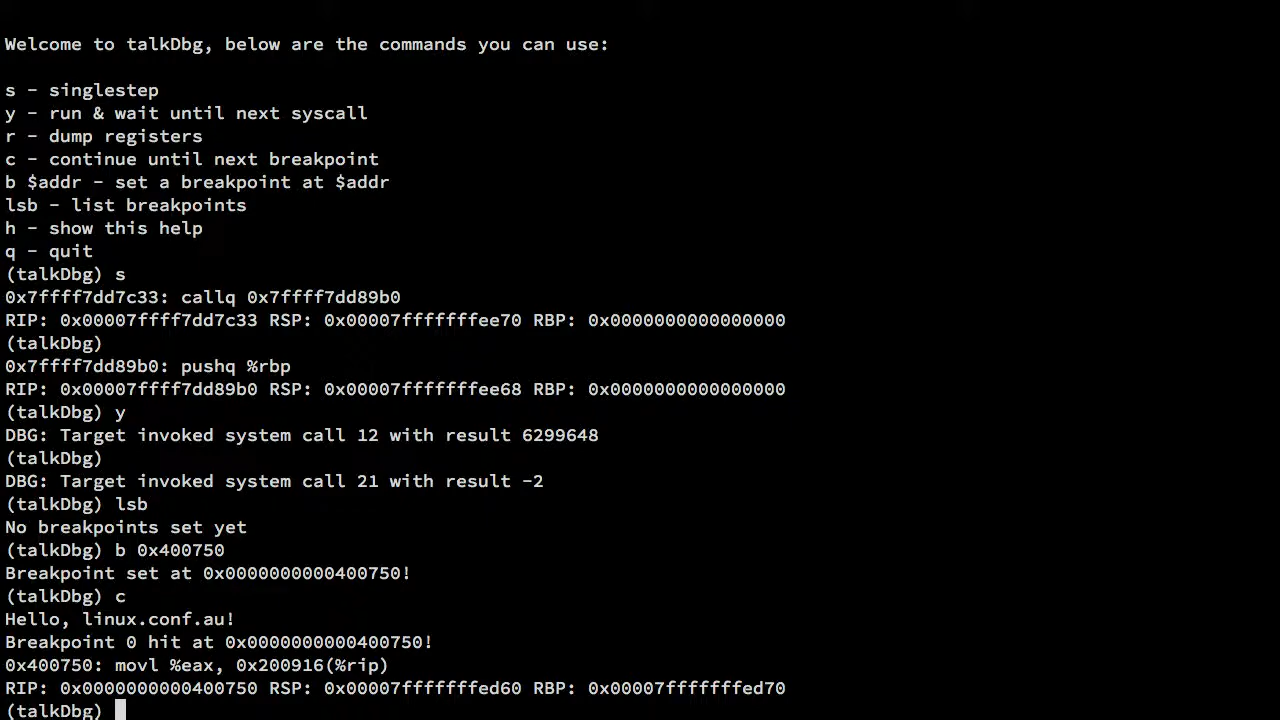 Welcome to talkDbg, below are the commands you can use:
s - singlestep
y - run & wait until next syscall
r - dump registers
c - continue until next breakpoint
b $addr - set a breakpoint at $addr
lsb - list breakpoints
h - show this help
q - quit
(talkDbg) s
0x7ffff7dd7c33: callq 0x7ffff7dd89b0
RIP: 0x00007ffff7dd7c33 RSP: 0x00007fffffffee70 RBP: 0x0000000000000000
(talkDbg)
0x7ffff7dd89b0: pushq %rbp
RIP: 0x00007ffff7dd89b0 RSP: 0x00007fffffffee68 RBP: 0x0000000000000000
(talkDbg) y
DBG: Target invoked system call 12 with result 6299648
(talkDbg)
DBG: Target invoked system call 21 with result -2
(talkDbg) lsb
No breakpoints set yet
(talkDbg) b 0x400750
Breakpoint set at 0x0000000000400750!
(talkDbg) c
Hello, linux.conf.au!
Breakpoint 0 hit at 0x0000000000400750!
0x400750: movl %eax, 0x200916(%rip)
RIP: 0x0000000000400750 RSP: 0x00007fffffffed60 RBP: 0x00007fffffffed70
(talkDbg)